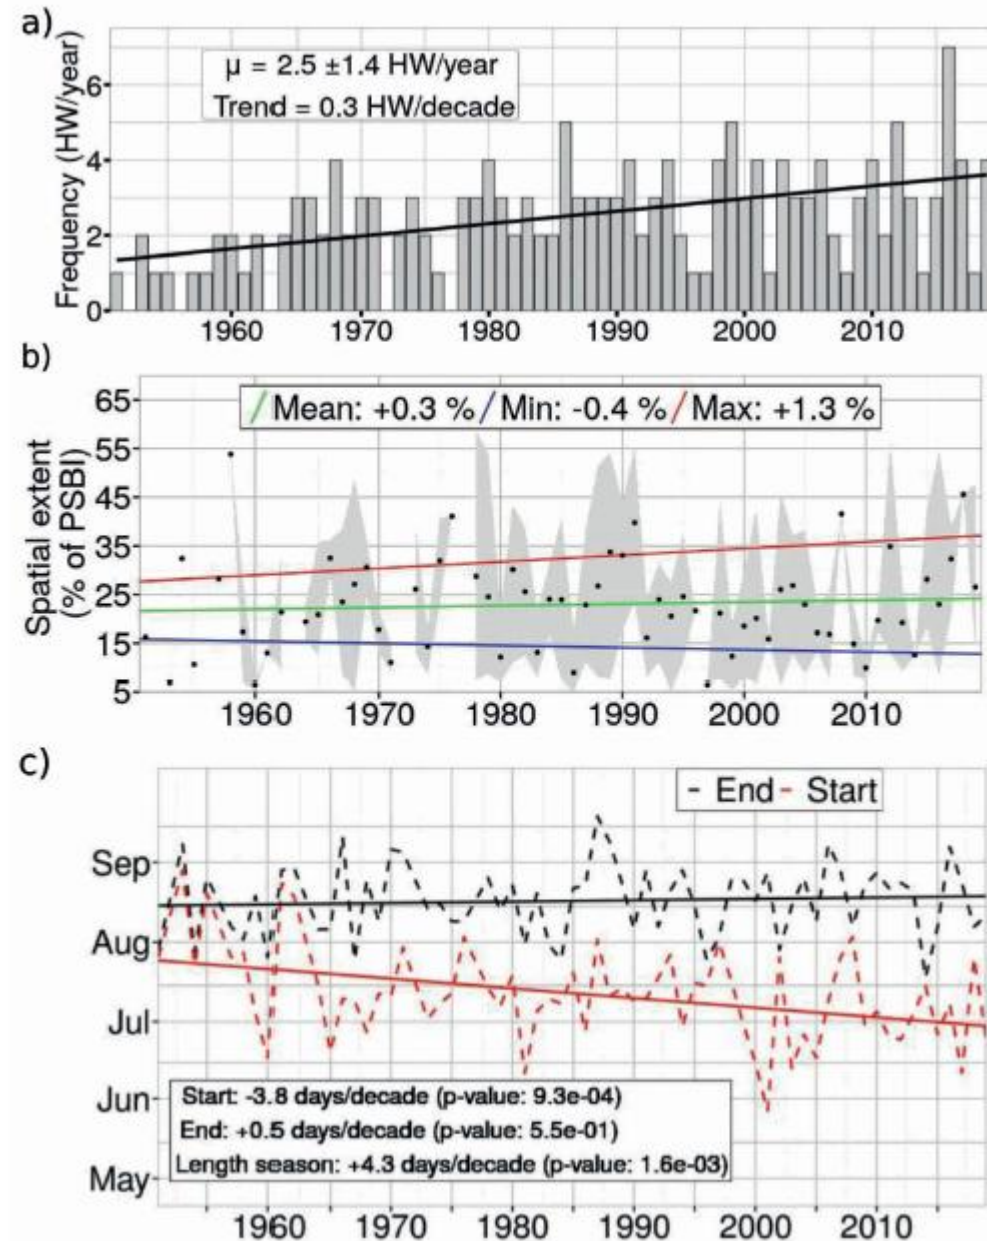 a)
μ = 2.5 ±1.4 HW/year
Trend = 0.3 HW/decade
Frequency (HW/year)
6
4
2
0
1960 1970 1980 1990 2000 2010
b)
Mean: +0.3 % Min: -0.4 % Max: +1.3 %
Spatial extent
(% of PSBI)
65
55
45
35
25
15
5
1960 1970 1980 1990 2000 2010
c)
End Start
Sep
Aug
Jul
Jun
May
Start: -3.8 days/decade (p-value: 9.3e-04)
End: +0.5 days/decade (p-value: 5.5e-01)
Length season: +4.3 days/decade (p-value: 1.6e-03)
1960 1970 1980 1990 2000 2010